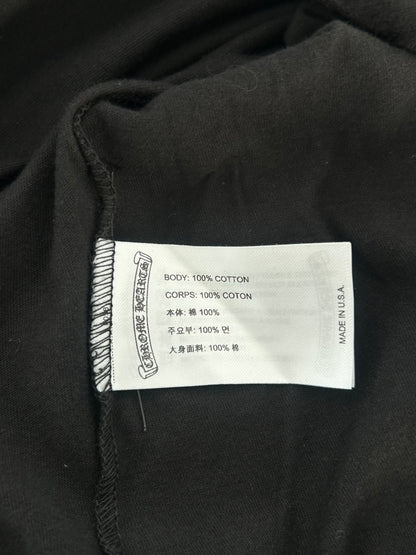 CHROME HEARTS
BODY: 100% COTTON
CORPS: 100% COTON
本体: 棉 100%
주요부: 100% 면
大身面料: 100% 棉
MADE IN U.S.A.